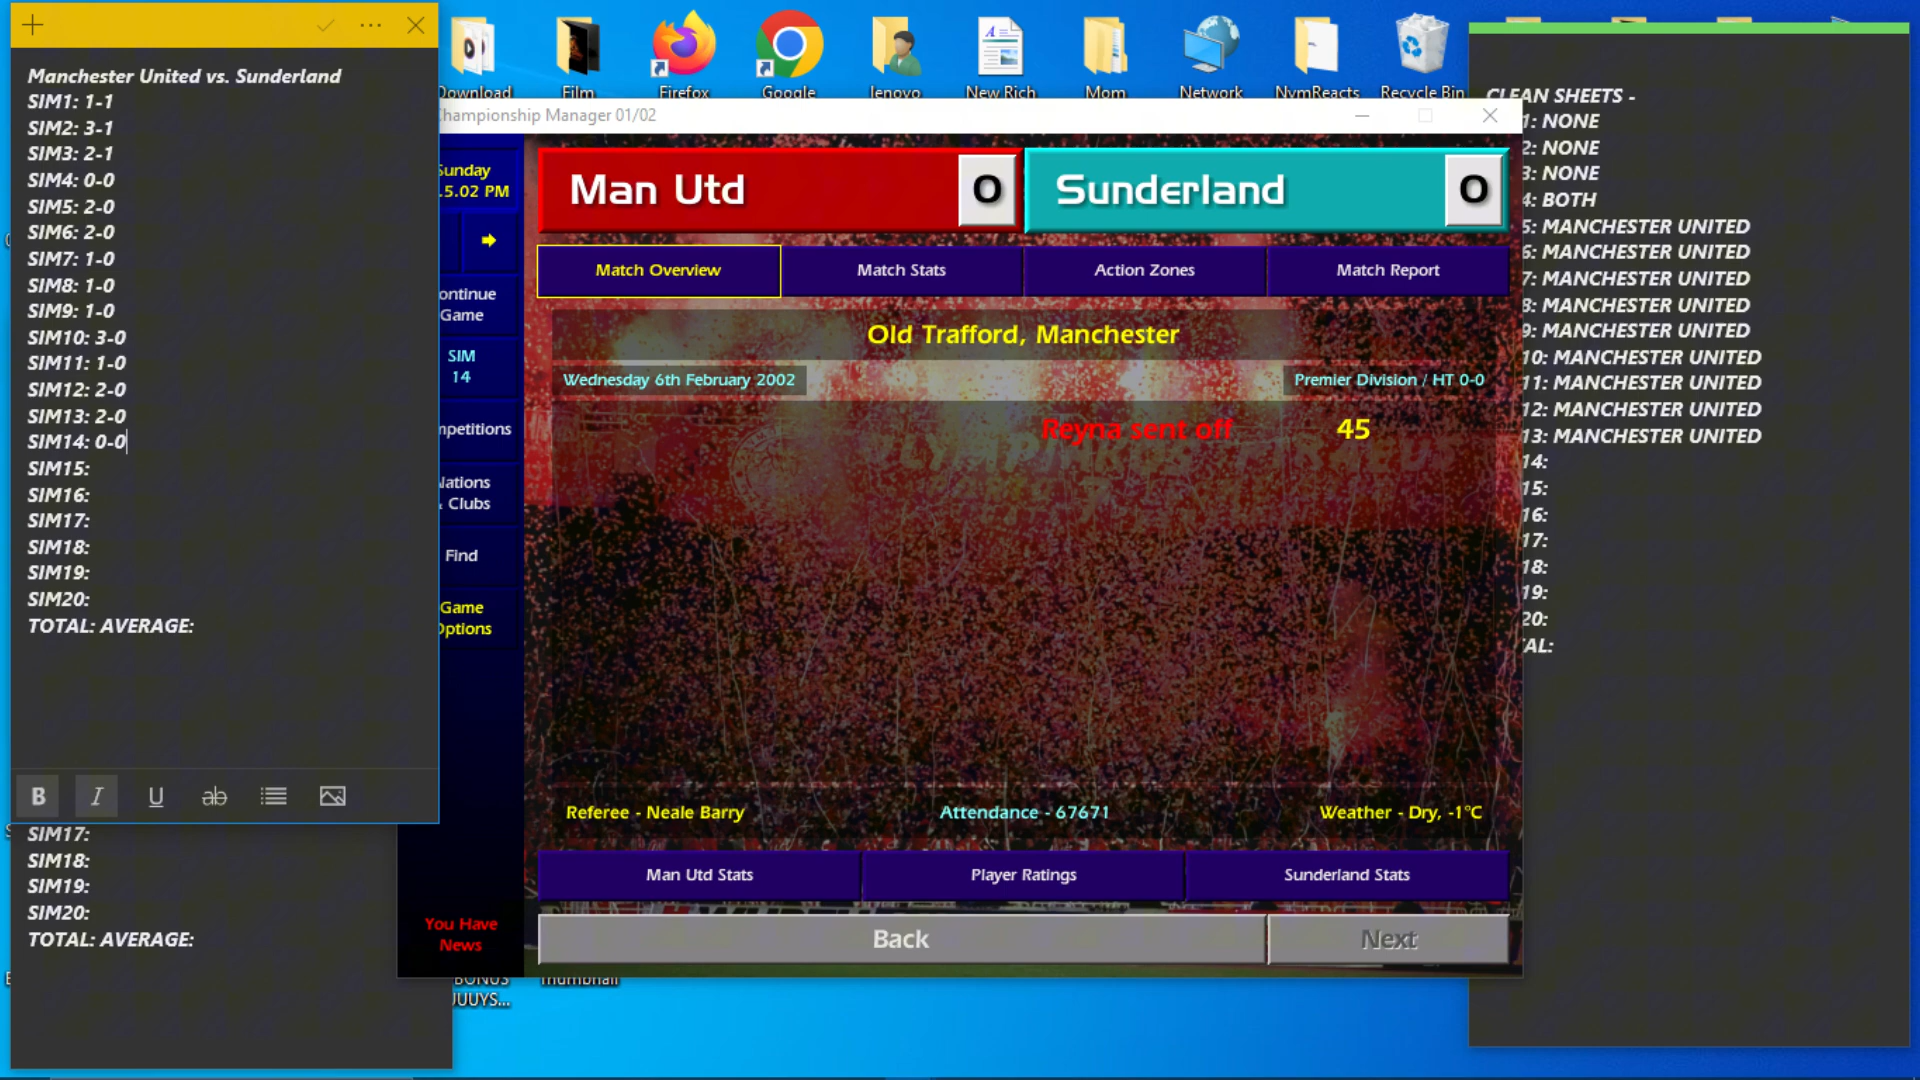 Manchester United vs. Sunderland
SIM1: 1-1
SIM2: 3-1
SIM3: 2-1
SIM4: 0-0
SIM5: 2-0
SIM6: 2-0
SIM7: 1-0
SIM8: 1-0
SIM9: 1-0
SIM10: 3-0
SIM11: 1-0
SIM12: 2-0
SIM13: 2-0
SIM14: 0-0
SIM15:
SIM16:
SIM17:
SIM18:
SIM19:
SIM20:
TOTAL: AVERAGE:
B I U ab
SIM17:
SIM18:
SIM19:
SIM20:
TOTAL: AVERAGE:
Download Film Firefox Google lenovo New Rich Mom Network NymReacts Recycle Bin
Championship Manager 01/02
Sunday
.5.02 PM
ontinue
Game
SIM
14
mpetitions
Nations
& Clubs
Find
Game
Options
You Have
News
Man Utd 0 Sunderland 0
Match Overview Match Stats Action Zones Match Report
Old Trafford, Manchester
Wednesday 6th February 2002 Premier Division / HT 0-0
Reyna sent off 45
Referee - Neale Barry Attendance - 67671 Weather - Dry, -1°C
Man Utd Stats Player Ratings Sunderland Stats
Back Next
BONUS
JUUYS...
Thumbnail
CLEAN SHEETS -
1: NONE
2: NONE
3: NONE
4: BOTH
5: MANCHESTER UNITED
6: MANCHESTER UNITED
7: MANCHESTER UNITED
8: MANCHESTER UNITED
9: MANCHESTER UNITED
10: MANCHESTER UNITED
11: MANCHESTER UNITED
12: MANCHESTER UNITED
13: MANCHESTER UNITED
14:
15:
16:
17:
18:
19:
20:
AL: